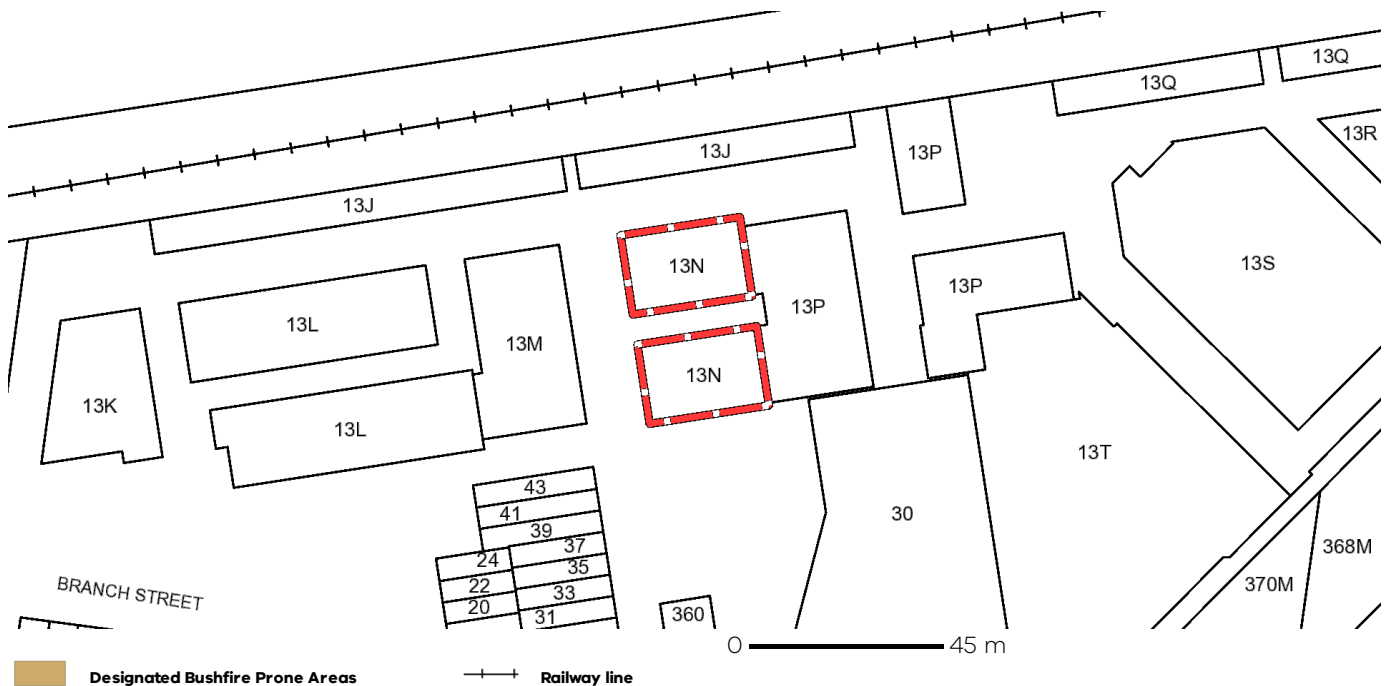 13Q
13Q
13R
13J
13P
13J
13N
13S
13P
13P
13L
13M
13N
13K
13L
13T
43
41
39
37
24
35
22
33
20
31
30
360
368M
370M
BRANCH STREET
0 45 m
Designated Bushfire Prone Areas Railway line